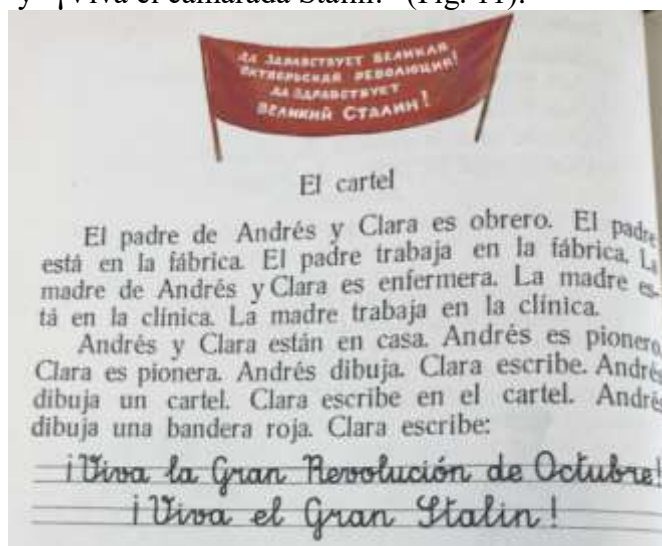 y "¡Viva el camarada Stalin!" (Fig. 11).
ДА ЗДРАВСТВУЕТ ВЕЛИКАЯ
ОКТЯБРЬСКАЯ РЕВОЛЮЦИЯ!
ДА ЗДРАВСТВУЕТ
ВЕЛИКИЙ СТАЛИН!
El cartel
El padre de Andrés y Clara es obrero. El padre
está en la fábrica. El padre trabaja en la fábrica. La
madre de Andrés y Clara es enfermera. La madre es-
tá en la clínica. La madre trabaja en la clínica.
Andrés y Clara están en casa. Andrés es pionero.
Clara es pionera. Andrés dibuja. Clara escribe. Andrés
dibuja un cartel. Clara escribe en el cartel. Andrés
dibuja una bandera roja. Clara escribe:
¡Viva la Gran Revolución de Octubre!
¡Viva el Gran Stalin!